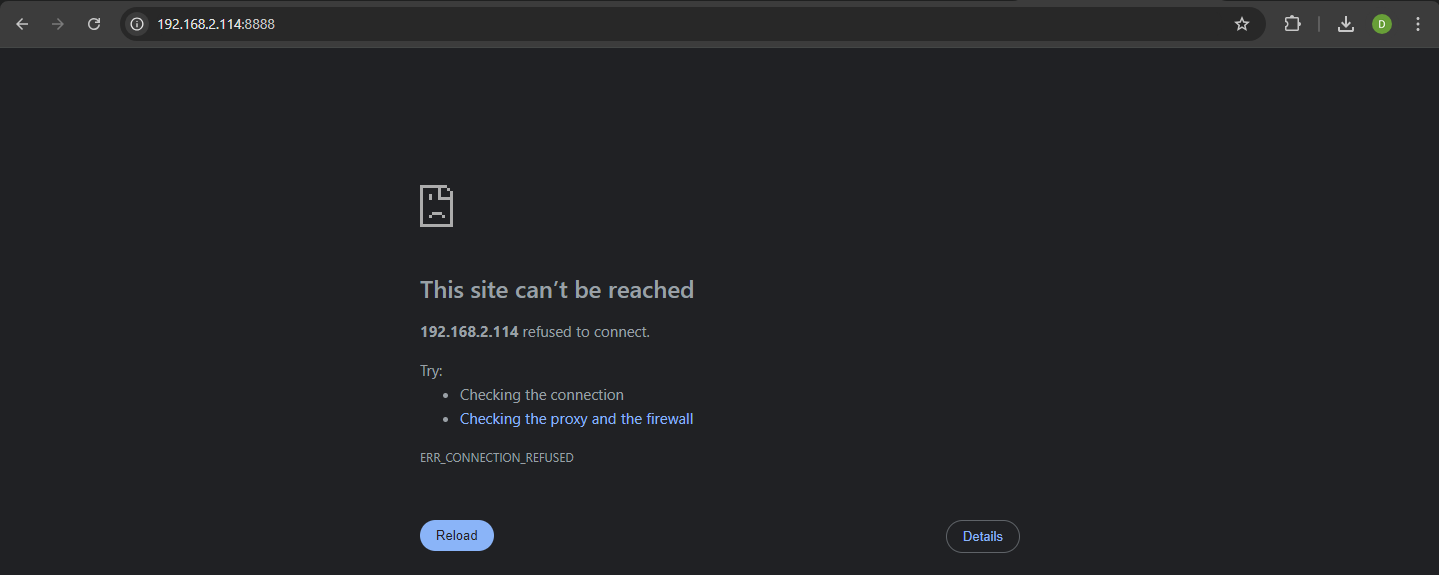 192.168.2.114:8888
D
This site can’t be reached
192.168.2.114 refused to connect.
Try:
• Checking the connection
• Checking the proxy and the firewall
ERR_CONNECTION_REFUSED
Reload
Details